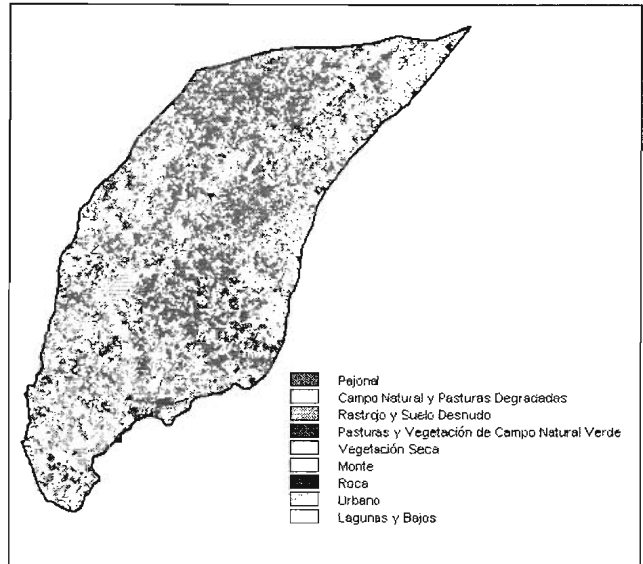 Pajonal
Campo Natural y Pasturas Degradadas
Rastrojo y Suelo Desnudo
Pasturas y Vegetación de Campo Natural Verde
Vegetación Seca
Monte
Roca
Urbano
Lagunas y Bajos